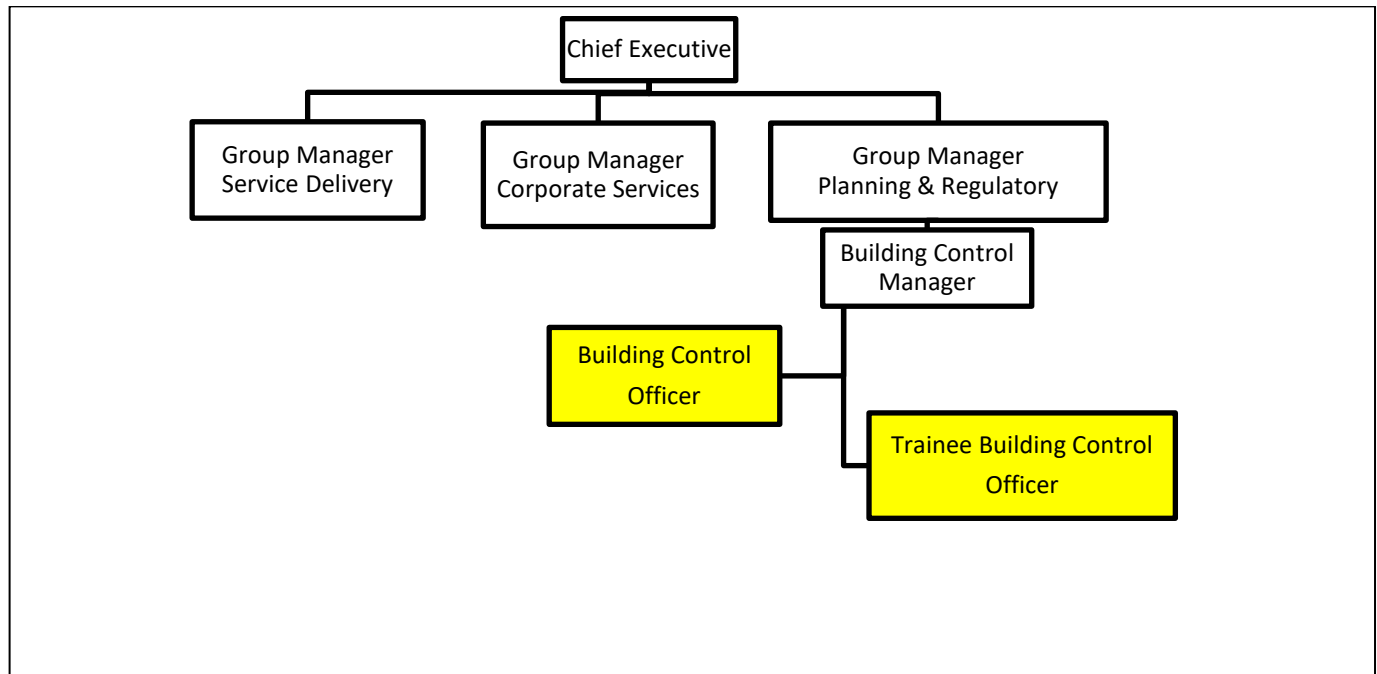 Chief Executive
Group Manager
Service Delivery
Group Manager
Corporate Services
Group Manager
Planning & Regulatory
Building Control
Manager
Building Control
Officer
Trainee Building Control
Officer